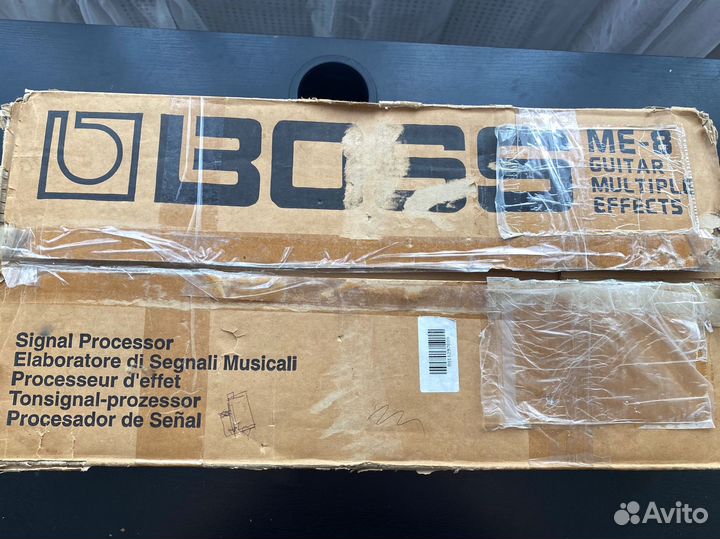 BOSS
ME-8
GUITAR
MULTIPLE
EFFECTS
Signal Processor
Elaboratore di Segnali Musicali
Processeur d'effet
Tonsignal-prozessor
Procesador de Señal
Avito